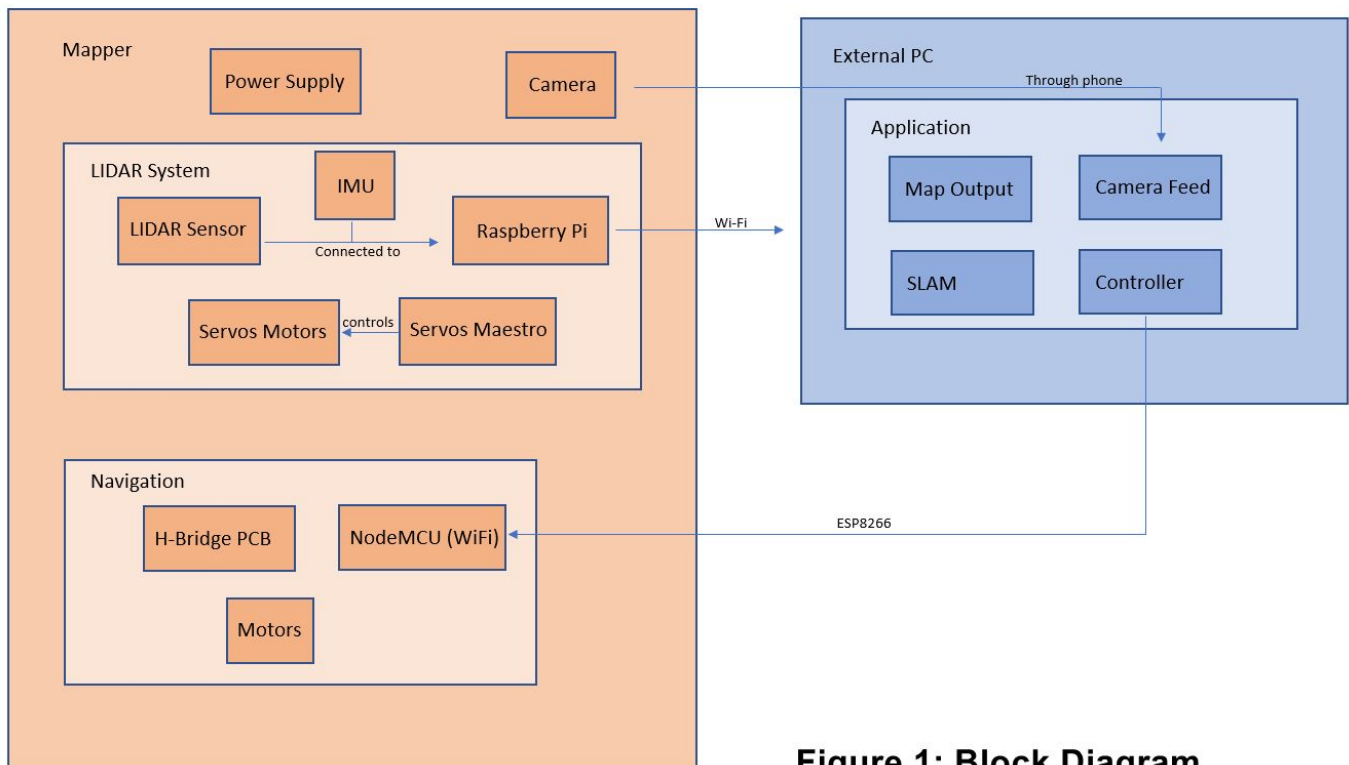 Mapper
Power Supply
Camera
External PC
Through phone
Application
Map Output
Camera Feed
SLAM
Controller
LIDAR System
IMU
LIDAR Sensor
Connected to
Raspberry Pi
Wi-Fi
Servos Motors
controls
Servos Maestro
Navigation
H-Bridge PCB
NodeMCU (WiFi)
ESP8266
Motors
Figure 1: Block Diagram